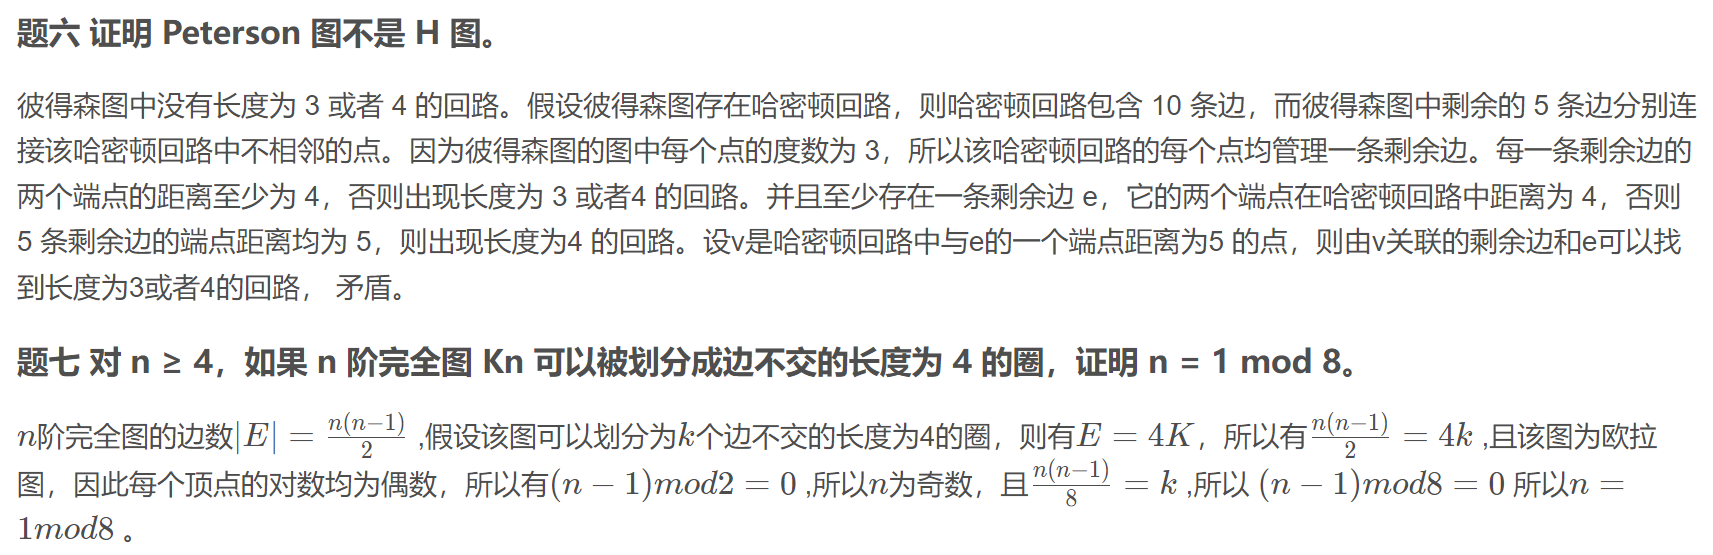 题六 证明 Peterson 图不是 H 图。
彼得森图中没有长度为 3 或者 4 的回路。假设彼得森图存在哈密顿回路，则哈密顿回路包含 10 条边，而彼得森图中剩余的 5 条边分别连
接该哈密顿回路中不相邻的点。因为彼得森图的图中每个点的度数为 3，所以该哈密顿回路的每个点均管理一条剩余边。每一条剩余边的
两个端点的距离至少为 4，否则出现长度为 3 或者4 的回路。并且至少存在一条剩余边 e，它的两个端点在哈密顿回路中距离为 4，否则
5 条剩余边的端点距离均为 5，则出现长度为4 的回路。设v是哈密顿回路中与e的一个端点距离为5 的点，则由v关联的剩余边和e可以找
到长度为3或者4的回路， 矛盾。
题七 对 n ≥ 4，如果 n 阶完全图 Kn 可以被划分成边不交的长度为 4 的圈，证明 n = 1 mod 8。
n阶完全图的边数|E| = \frac{n(n-1)}{2} ,假设该图可以划分为k个边不交的长度为4的圈，则有E = 4K，所以有\frac{n(n-1)}{2} = 4k ,且该图为欧拉
图，因此每个顶点的对数均为偶数，所以有(n − 1)mod2 = 0 ,所以n为奇数，且\frac{n(n-1)}{8} = k ,所以 (n − 1)mod8 = 0 所以n =
1mod8 。